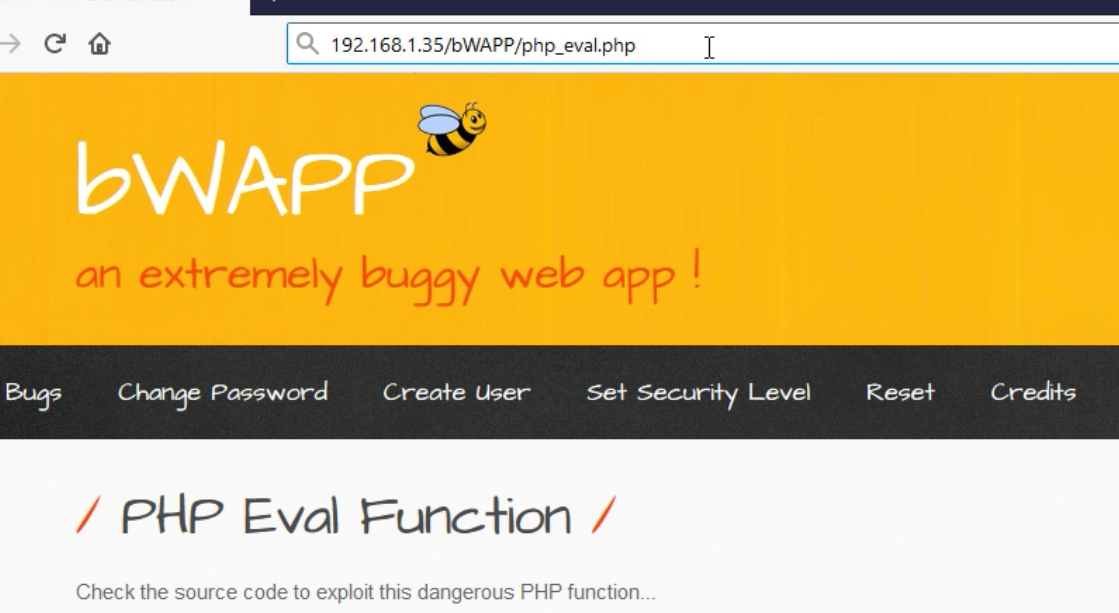 192.168.1.35/bWAPP/php_eval.php
bWAPP
an extremely buggy web app !
Bugs Change Password Create User Set Security Level Reset Credits
/ PHP Eval Function /
Check the source code to exploit this dangerous PHP function...